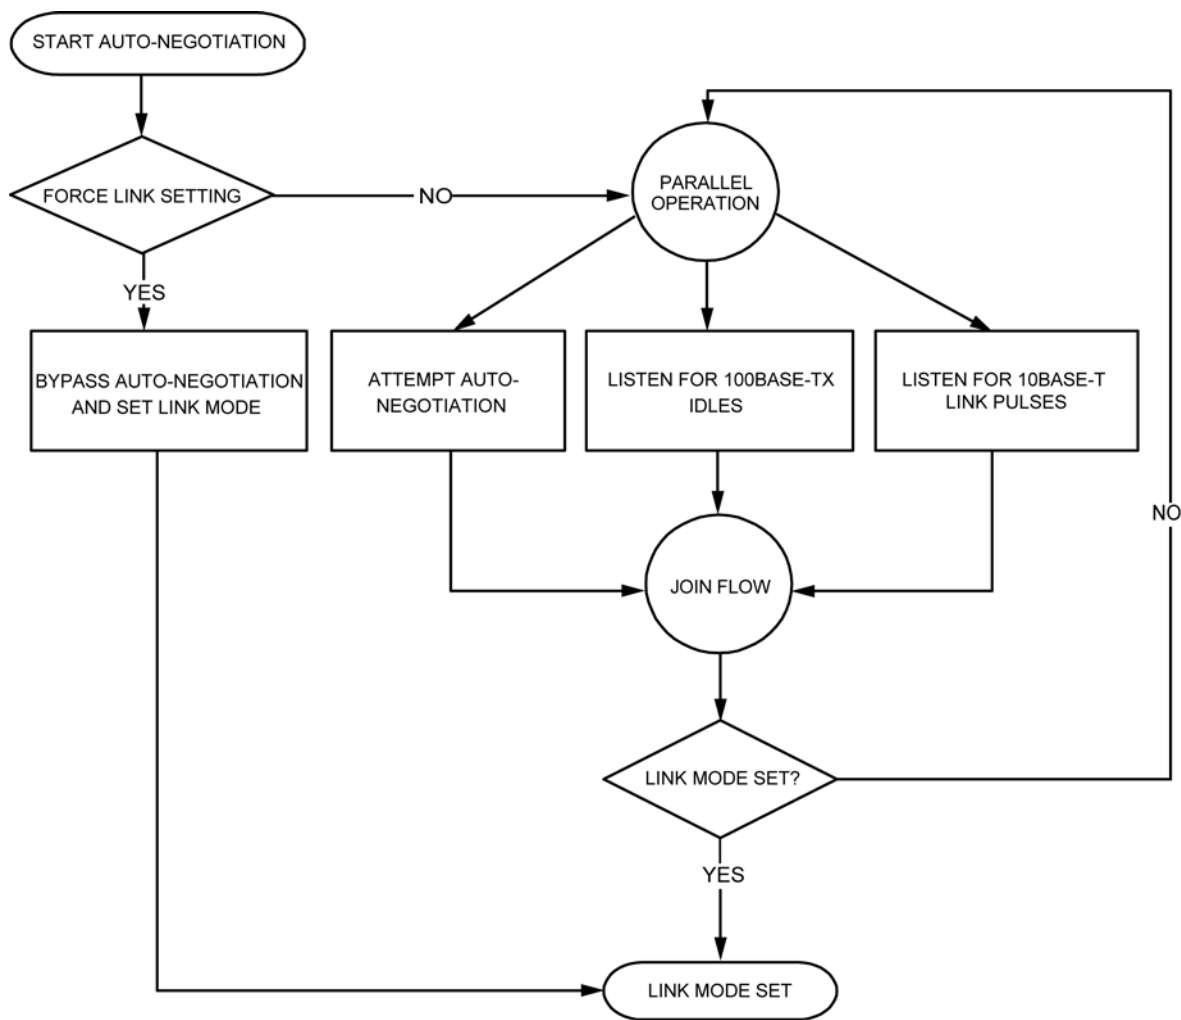 START AUTO-NEGOTIATION
FORCE LINK SETTING
NO
PARALLEL
OPERATION
YES
BYPASS AUTO-NEGOTIATION
AND SET LINK MODE
ATTEMPT AUTO-
NEGOTIATION
LISTEN FOR 100BASE-TX
IDLES
LISTEN FOR 10BASE-T
LINK PULSES
NO
JOIN FLOW
LINK MODE SET?
YES
LINK MODE SET